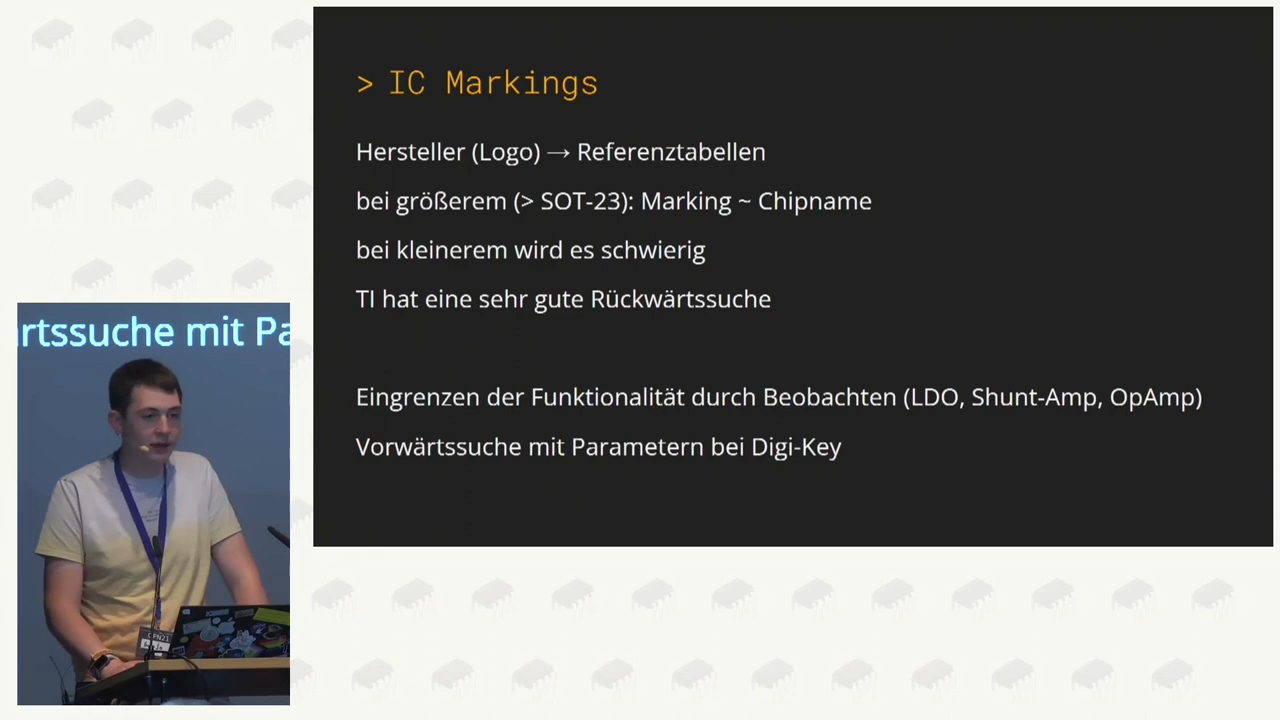 > IC Markings
Hersteller (Logo) → Referenztabellen
bei größerem (> SOT-23): Marking ~ Chipname
bei kleinerem wird es schwierig
TI hat eine sehr gute Rückwärtssuche
Eingrenzen der Funktionalität durch Beobachten (LDO, Shunt-Amp, OpAmp)
Vorwärtssuche mit Parametern bei Digi-Key
rtssuche mit Pa
GPN21